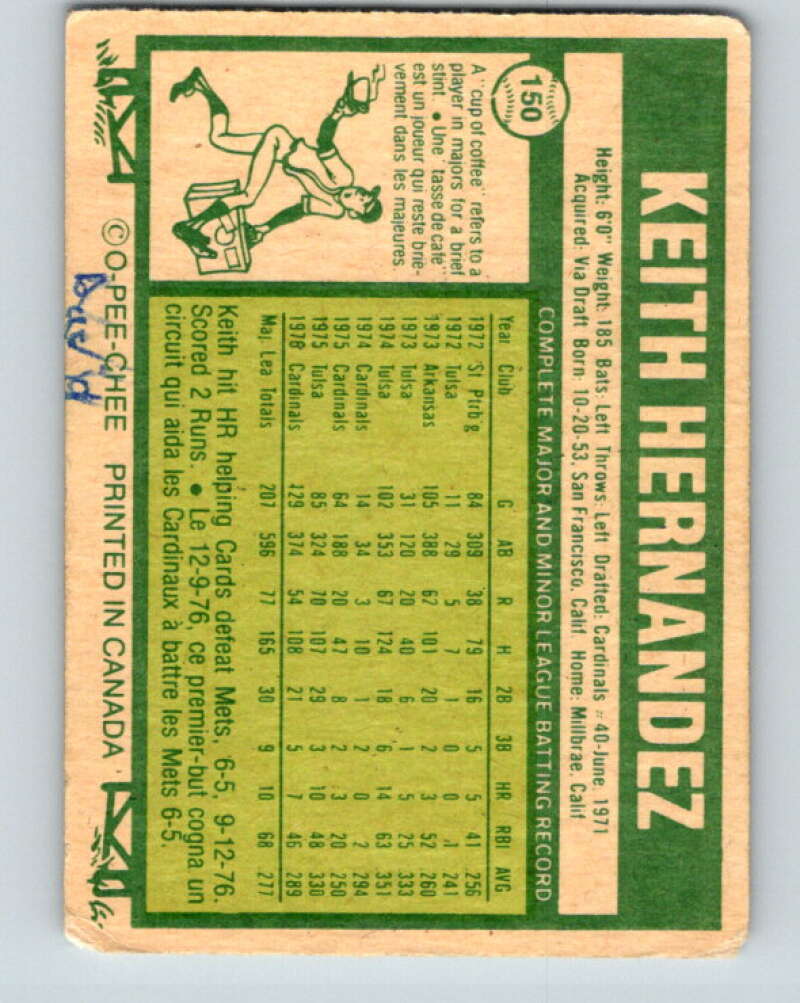 150
KEITH HERNANDEZ
Height: 6'0" Weight: 185 Bats: Left Throws: Left Drafted: Cardinals #40-June, 1971
Acquired: Via Draft Born: 10-20-53, San Francisco, Calif. Home: Millbrae, Calif
COMPLETE MAJOR AND MINOR LEAGUE BATTING RECORD
Year Club G AB R H 2B 3B HR RBI AVG
1972 St Ptrb'g 84 309 38 79 16 5 5 41 256
1972 Tulsa 11 29 5 7 1 0 0 1 241
1973 Arkansas 105 388 62 101 20 2 3 52 260
1973 Tulsa 31 120 20 40 6 1 5 25 333
1974 Tulsa 102 353 67 124 18 6 14 63 351
1974 Cardinals 14 34 3 10 1 2 0 2 294
1975 Cardinals 64 188 20 47 8 2 3 20 250
1975 Tulsa 85 324 70 107 29 3 10 48 330
1976 Cardinals 129 374 54 108 21 5 7 46 289
Maj. Lea Totals 207 596 77 165 30 9 10 68 277
Keith hit HR helping Cards defeat Mets, 6-5, 9-12-76.
Scored 2 Runs. • Le 12-9-76, ce premier-but cogna un
circuit qui aida les Cardinaux à battre les Mets 6-5.
A "cup of coffee" refers to a
player in majors for a brief
stint. • Une "tasse de café"
est un joueur qui reste briè-
vement dans les majeures.
©O-PEE-CHEE PRINTED IN CANADA